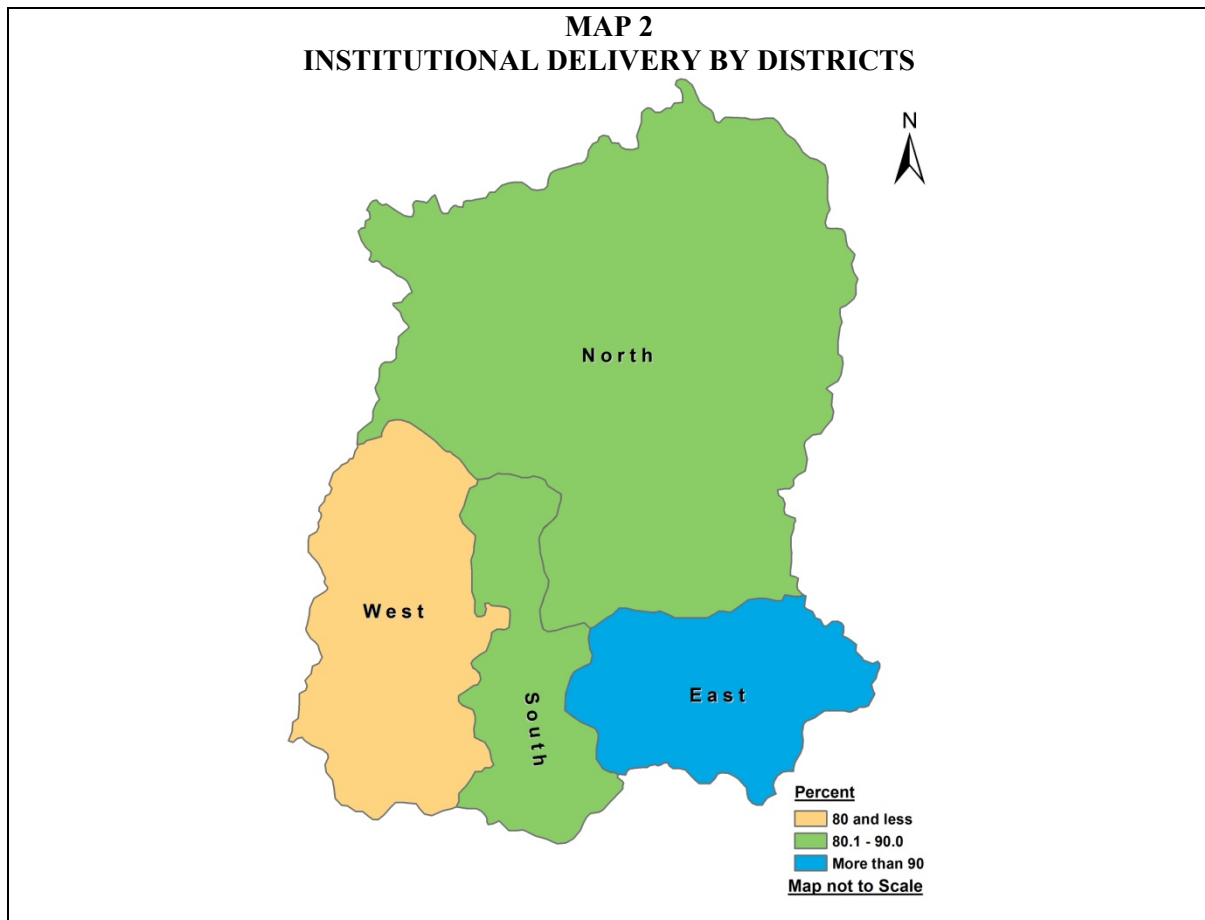 MAP 2
INSTITUTIONAL DELIVERY BY DISTRICTS
N
North
West
South
East
Percent
80 and less
80.1 - 90.0
More than 90
Map not to Scale